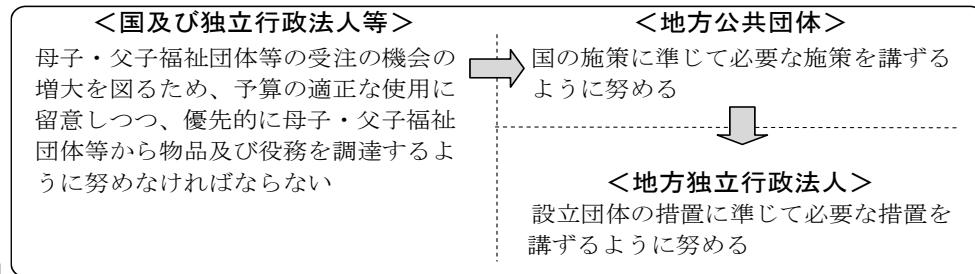 ＜国及び独立行政法人等＞
母子・父子福祉団体等の受注の機会の
増大を図るため、予算の適正な使用に
留意しつつ、優先的に母子・父子福祉
団体等から物品及び役務を調達するよ
うに努めなければならない
＜地方公共団体＞
国の施策に準じて必要な施策を講ずる
ように努める
＜地方独立行政法人＞
設立団体の措置に準じて必要な措置を
講ずるように努める